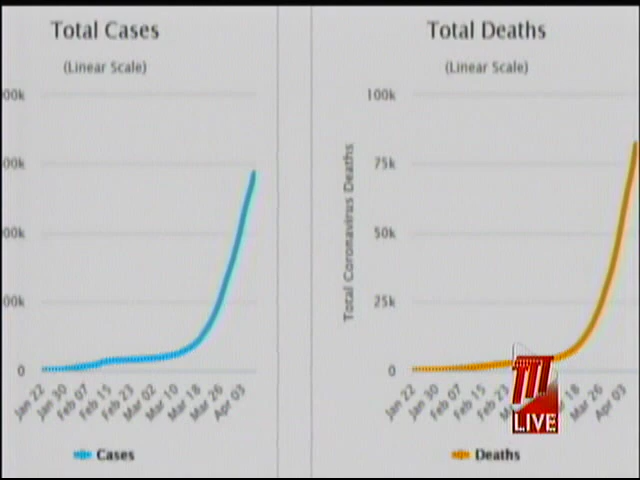 Total Cases
(Linear Scale)
00k
00k
00k
00k
0
Jan 22
Jan 30
Feb 07
Feb 15
Feb 23
Mar 02
Mar 10
Mar 18
Mar 26
Apr 03
Cases
Total Deaths
(Linear Scale)
Total Coronavirus Deaths
100k
75k
50k
25k
0
Jan 22
Jan 30
Feb 07
Feb 15
Feb 23
18
Mar 26
Apr 03
Deaths
LIVE